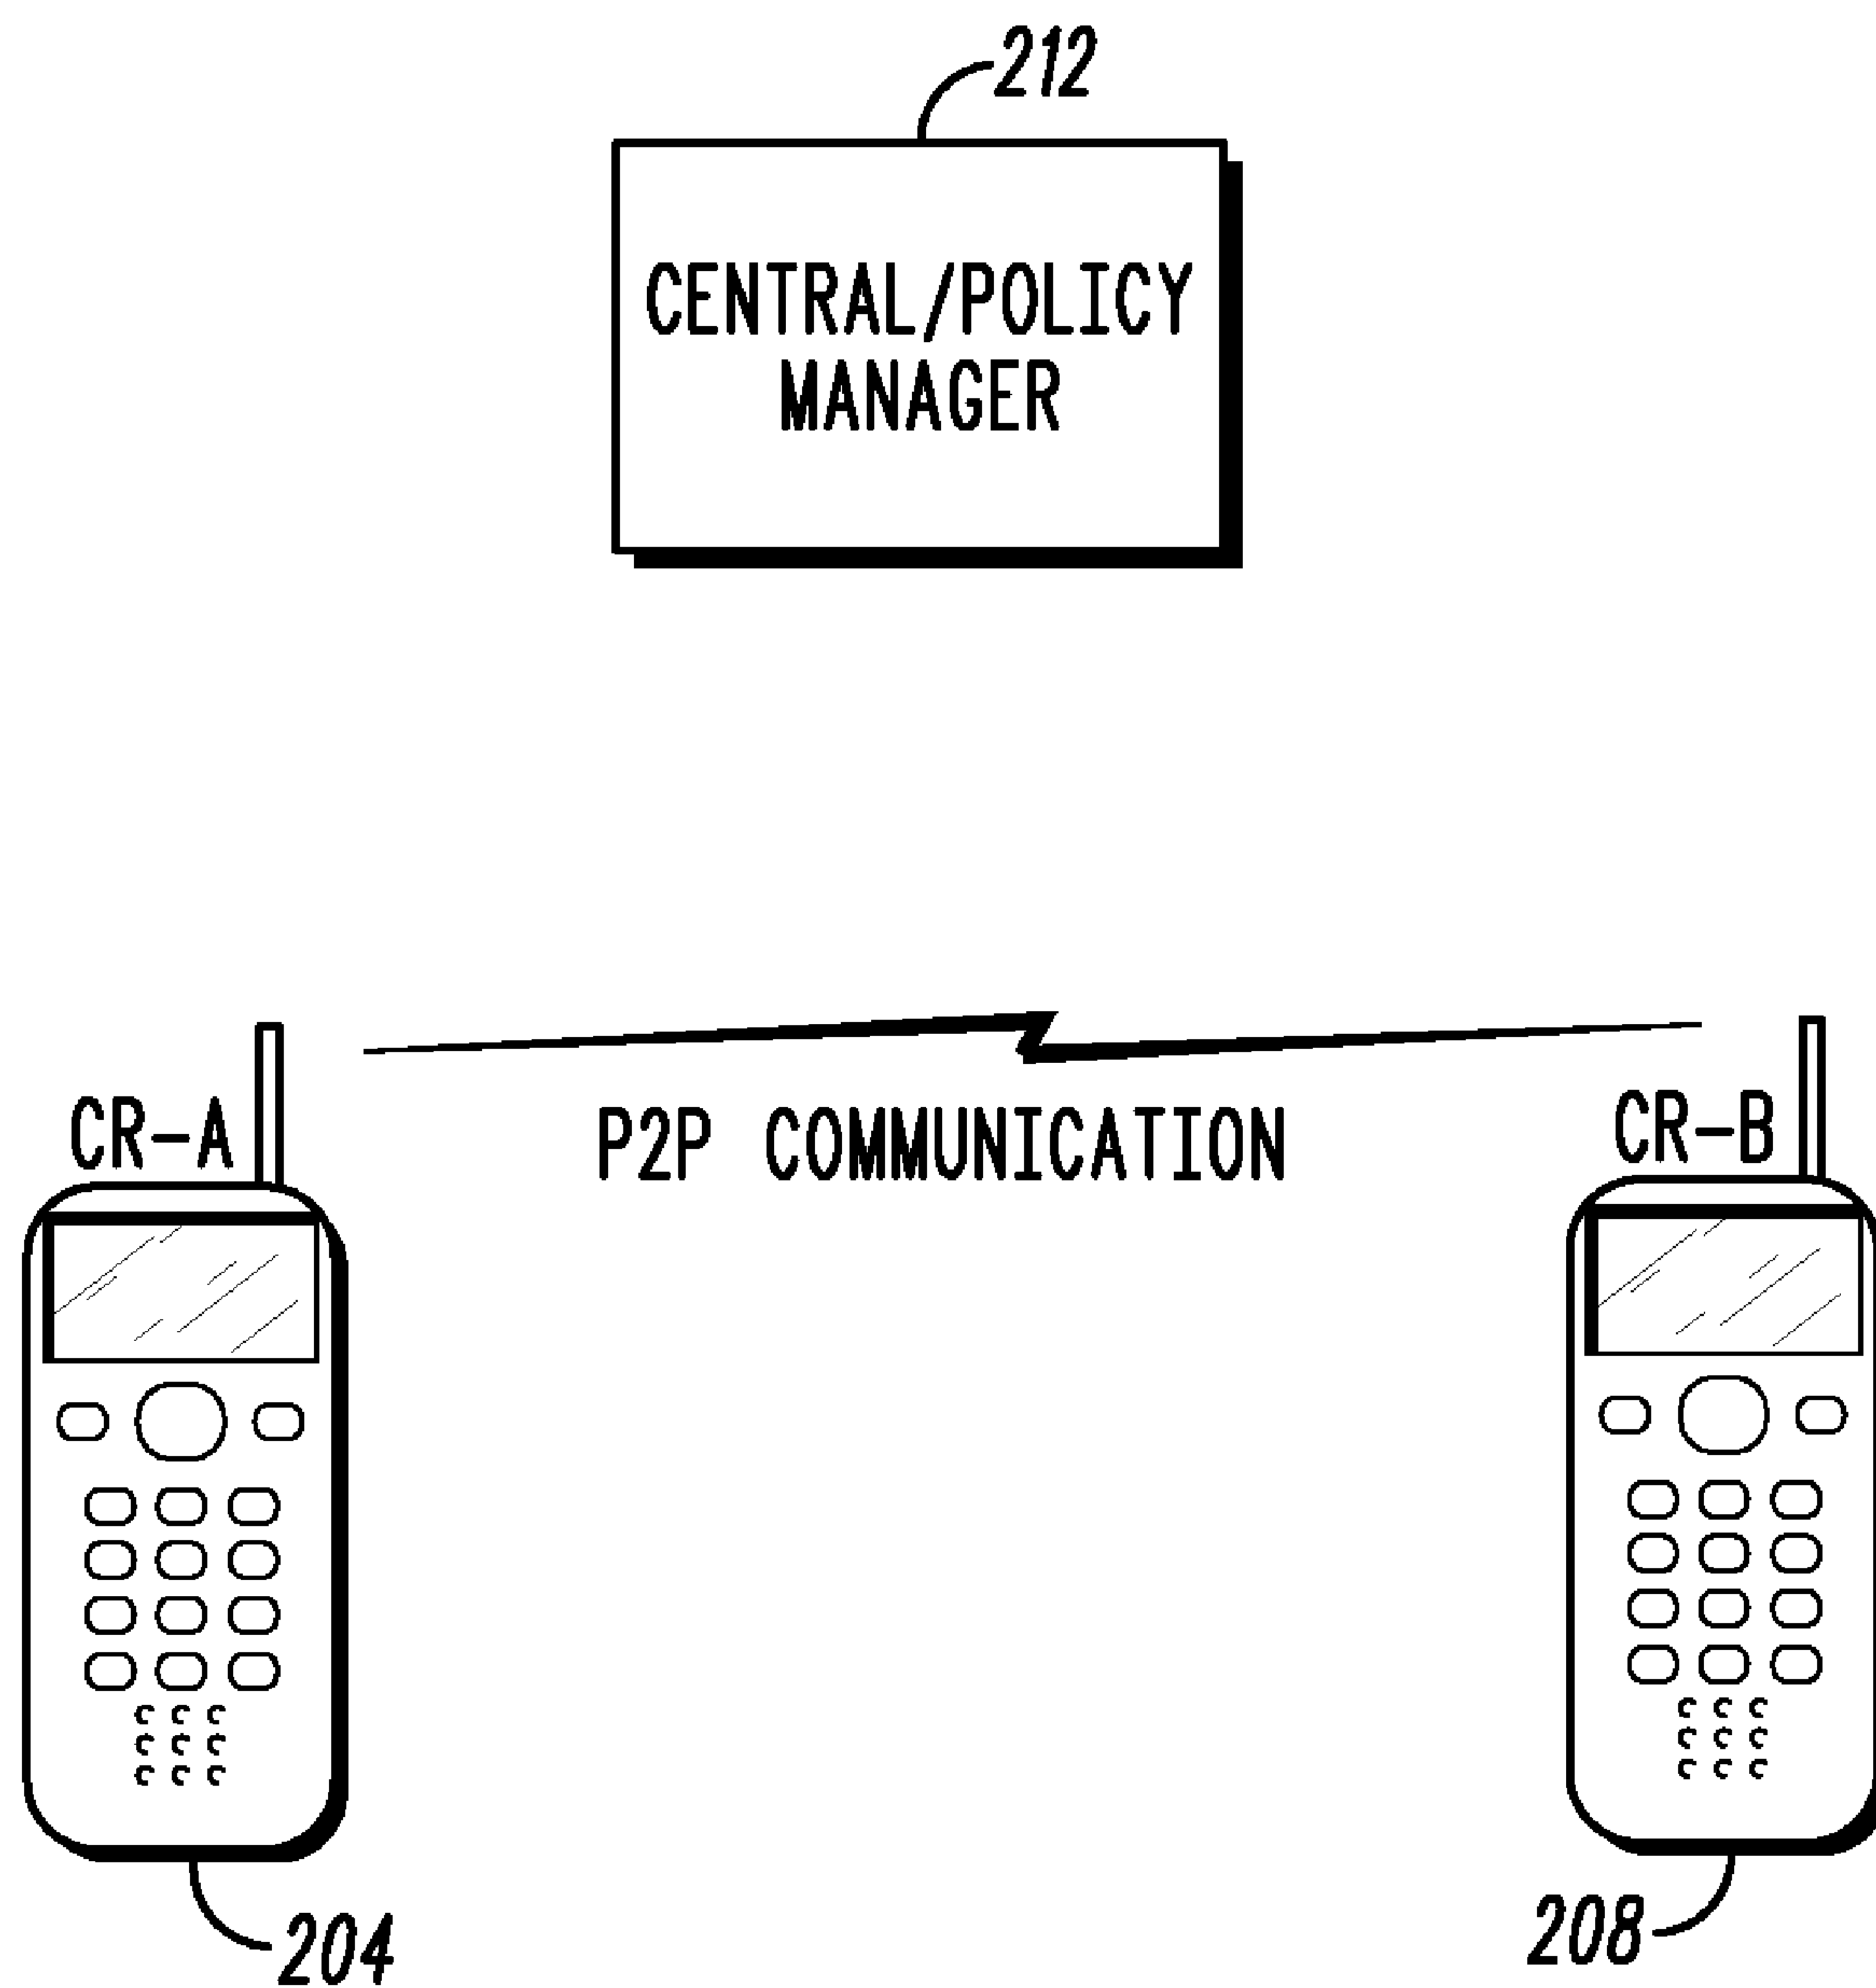 212
CENTRAL/POLICY
MANAGER
CR-A
P2P COMMUNICATION
CR-B
204
208